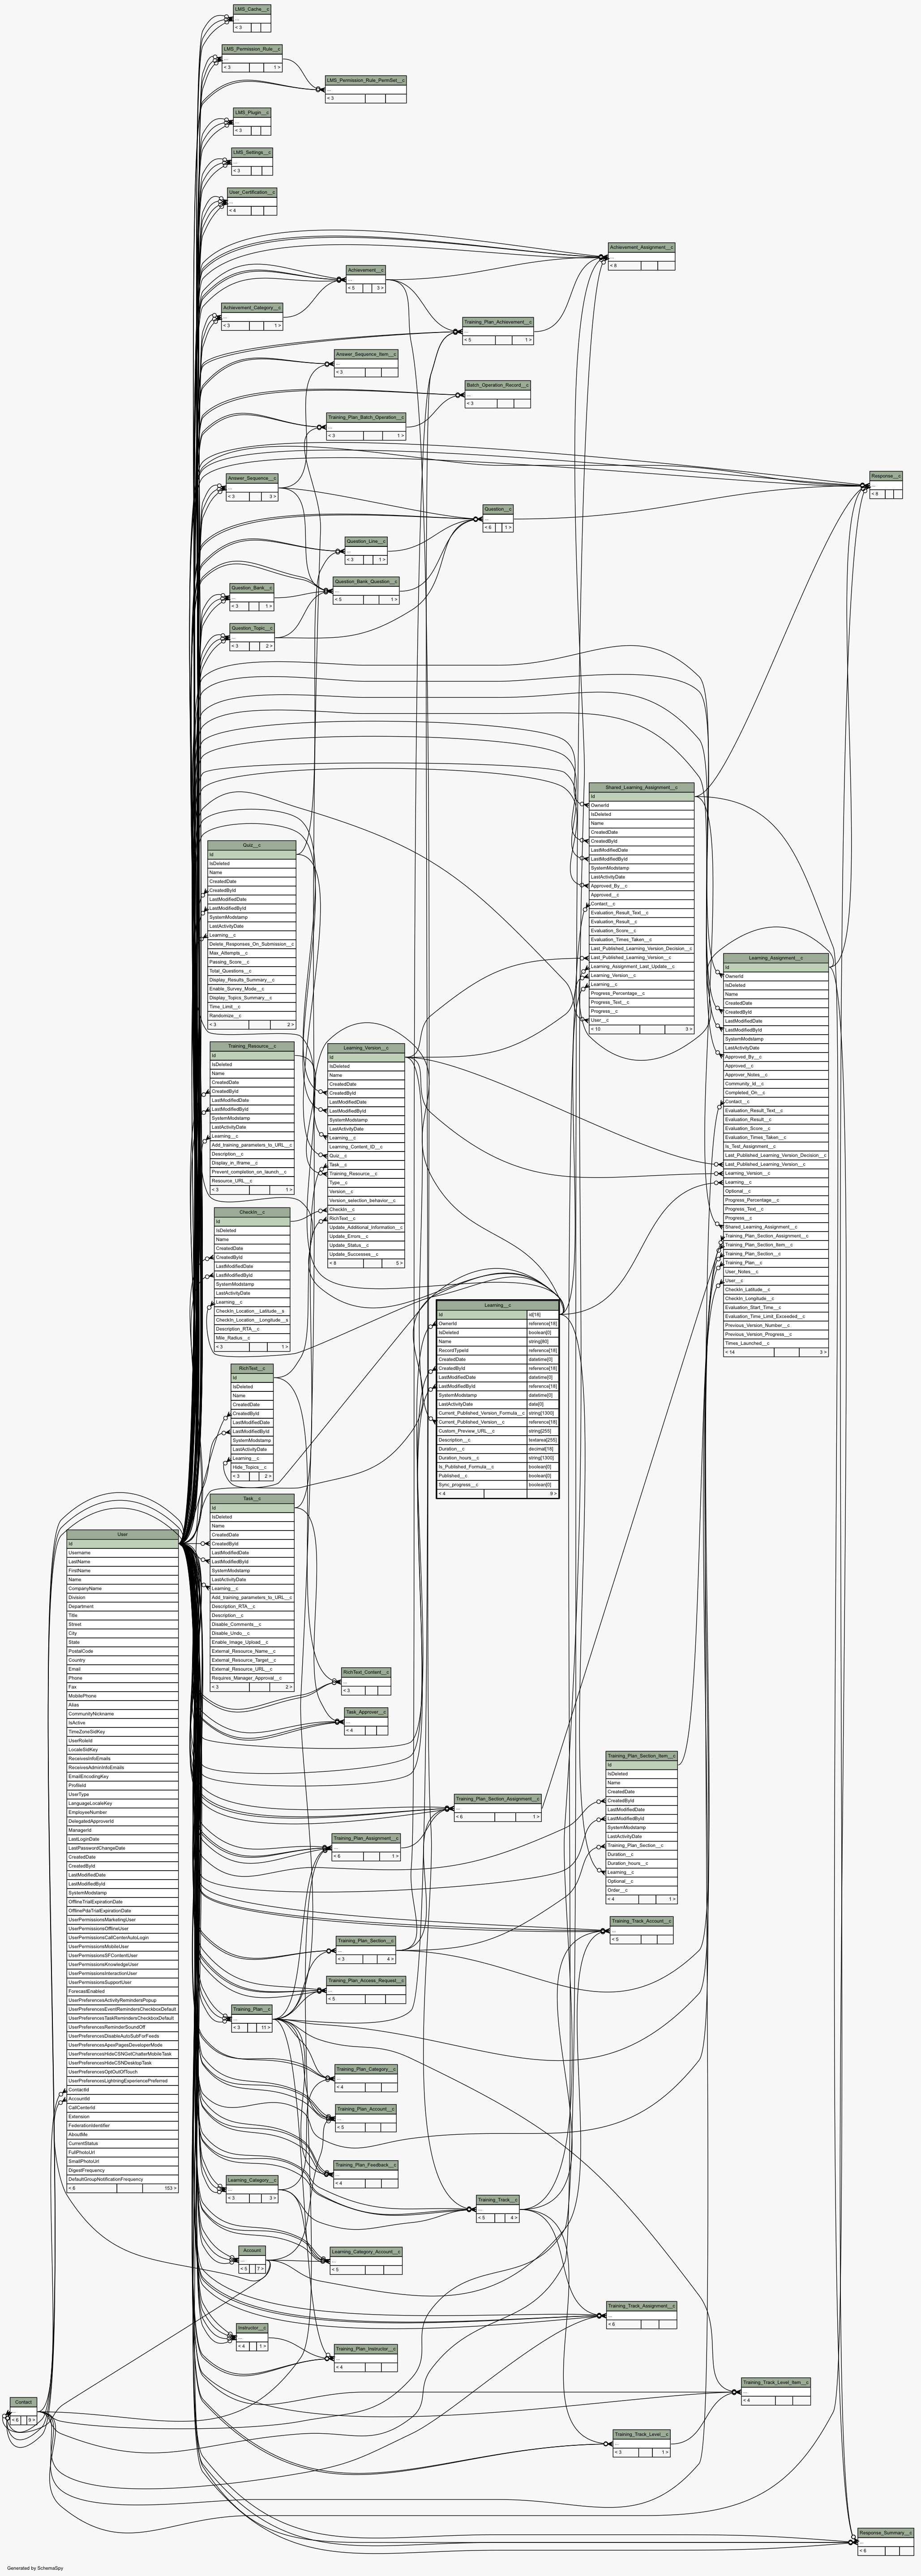 LMS_Cache__c
...
< 3
LMS_Permission_Rule__c
...
< 3 1 >
LMS_Permission_Rule_PermSet__c
...
< 3
LMS_Plugin__c
...
< 3
LMS_Settings__c
...
< 3
User_Certification__c
...
< 4
Achievement_Assignment__c
...
< 6
Achievement__c
...
< 5 3 >
Achievement_Category__c
...
< 3 1 >
Training_Plan_Achievement__c
...
< 5 1 >
Answer_Sequence_Item__c
...
< 3
Batch_Operation_Record__c
...
< 3
Training_Plan_Batch_Operation__c
...
< 3 1 >
Response__c
...
< 8
Answer_Sequence__c
...
< 3 3 >
Question__c
...
< 6 1 >
Question_Line__c
...
< 3 1 >
Question_Bank_Question__c
...
< 5 1 >
Question_Bank__c
...
< 3 1 >
Question_Topic__c
...
< 3 2 >
Shared_Learning_Assignment__c
Id
OwnerId
IsDeleted
Name
CreatedDate
CreatedById
LastModifiedDate
LastModifiedById
SystemModstamp
LastActivityDate
Approved_By__c
Approved__c
Contact__c
Evaluation_Result_Text__c
Evaluation_Result__c
Evaluation_Score__c
Evaluation_Times_Taken__c
Last_Published_Learning_Version_Decision__c
Last_Published_Learning_Version__c
Learning_Assignment_Last_Update__c
Learning_Version__c
Learning__c
Progress_Percentage__c
Progress_Text__c
Progress__c
User__c
< 10 3 >
Quiz__c
Id
IsDeleted
Name
CreatedDate
CreatedById
LastModifiedDate
LastModifiedById
SystemModstamp
LastActivityDate
Learning__c
Delete_Responses_On_Submission__c
Max_Attempts__c
Passing_Score__c
Total_Questions__c
Display_Results_Summary__c
Enable_Survey_Mode__c
Display_Topics_Summary__c
Time_Limit__c
Randomize__c
< 3 2 >
Learning_Assignment__c
Id
OwnerId
IsDeleted
Name
CreatedDate
CreatedById
LastModifiedDate
LastModifiedById
SystemModstamp
LastActivityDate
Approved_By__c
Approved__c
Approver_Notes__c
Community_Id__c
Completed_On__c
Contact__c
Evaluation_Result_Text__c
Evaluation_Result__c
Evaluation_Score__c
Evaluation_Times_Taken__c
Is_Test_Assignment__c
Last_Published_Learning_Version_Decision__c
Last_Published_Learning_Version__c
Learning_Version__c
Learning__c
Optional__c
Progress_Percentage__c
Progress_Text__c
Progress__c
Shared_Learning_Assignment__c
Training_Plan_Section_Assignment__c
Training_Plan_Section_Item__c
Training_Plan_Section__c
Training_Plan__c
User_Notes__c
User__c
CheckIn_Latitude__c
CheckIn_Longitude__c
Evaluation_Start_Time__c
Evaluation_Time_Limit_Exceeded__c
Previous_Version_Number__c
Previous_Version_Progress__c
Times_Launched__c
< 14 3 >
Training_Resource__c
Id
IsDeleted
Name
CreatedDate
CreatedById
LastModifiedDate
LastModifiedById
SystemModstamp
LastActivityDate
Learning__c
Add_training_parameters_to_URL__c
Description__c
Display_in_iframe__c
Prevent_completion_on_launch__c
Resource_URL__c
< 3 1 >
Learning_Version__c
Id
IsDeleted
Name
CreatedDate
CreatedById
LastModifiedDate
LastModifiedById
SystemModstamp
LastActivityDate
Learning__c
Learning_Content_ID__c
Quiz__c
Task__c
Training_Resource__c
Type__c
Version__c
Version_selection_behavior__c
CheckIn__c
RichText__c
Update_Additional_Information__c
Update_Errors__c
Update_Status__c
Update_Successes__c
< 8 5 >
CheckIn__c
Id
IsDeleted
Name
CreatedDate
CreatedById
LastModifiedDate
LastModifiedById
SystemModstamp
LastActivityDate
Learning__c
CheckIn_Location__Latitude__s
CheckIn_Location__Longitude__s
Description_RTA__c
Mile_Radius__c
< 3 1 >
Learning__c
Id id[18]
OwnerId reference[18]
IsDeleted boolean[0]
Name string[80]
RecordTypeId reference[18]
CreatedDate datetime[0]
CreatedById reference[18]
LastModifiedDate datetime[0]
LastModifiedById reference[18]
SystemModstamp datetime[0]
LastActivityDate date[0]
Current_Published_Version_Formula__c string[1300]
Current_Published_Version__c reference[18]
Custom_Preview_URL__c string[255]
Description__c textarea[255]
Duration__c decimal[18]
Duration_hours__c string[1300]
Is_Published_Formula__c boolean[0]
Published__c boolean[0]
Sync_progress__c boolean[0]
< 4 9 >
RichText__c
Id
IsDeleted
Name
CreatedDate
CreatedById
LastModifiedDate
LastModifiedById
SystemModstamp
LastActivityDate
Learning__c
Hide_Topics__c
< 3 2 >
Task__c
Id
IsDeleted
Name
CreatedDate
CreatedById
LastModifiedDate
LastModifiedById
SystemModstamp
LastActivityDate
Learning__c
Add_training_parameters_to_URL__c
Description_RTA__c
Description__c
Disable_Comments__c
Disable_Undo__c
Enable_Image_Upload__c
External_Resource_Name__c
External_Resource_Target__c
External_Resource_URL__c
Requires_Manager_Approval__c
< 3 2 >
User
Id
Username
LastName
FirstName
Name
CompanyName
Division
Department
Title
Street
City
State
PostalCode
Country
Email
Phone
Fax
MobilePhone
Alias
CommunityNickname
IsActive
TimeZoneSidKey
UserRoleId
LocaleSidKey
ReceivesInfoEmails
ReceivesAdminInfoEmails
EmailEncodingKey
ProfileId
UserType
LanguageLocaleKey
EmployeeNumber
DelegatedApproverId
ManagerId
LastLoginDate
LastPasswordChangeDate
CreatedDate
CreatedById
LastModifiedDate
LastModifiedById
SystemModstamp
OfflineTrialExpirationDate
OfflinePdaTrialExpirationDate
UserPermissionsMarketingUser
UserPermissionsOfflineUser
UserPermissionsCallCenterAutoLogin
UserPermissionsMobileUser
UserPermissionsSFContentUser
UserPermissionsKnowledgeUser
UserPermissionsInteractionUser
UserPermissionsSupportUser
ForecastEnabled
UserPreferencesActivityRemindersPopup
UserPreferencesEventRemindersCheckboxDefault
UserPreferencesTaskRemindersCheckboxDefault
UserPreferencesReminderSoundOff
UserPreferencesDisableAutoSubForFeeds
UserPreferencesApexPagesDeveloperMode
UserPreferencesHideCSNGetChatterMobileTask
UserPreferencesHideCSNDesktopTask
UserPreferencesOptOutOfTouch
UserPreferencesLightningExperiencePreferred
ContactId
AccountId
CallCenterId
Extension
FederationIdentifier
AboutMe
CurrentStatus
FullPhotoUrl
SmallPhotoUrl
DigestFrequency
DefaultGroupNotificationFrequency
< 6 153 >
RichText_Content__c
...
< 3
Task_Approver__c
...
< 4
Training_Plan_Section_Item__c
Id
IsDeleted
Name
CreatedDate
CreatedById
LastModifiedDate
LastModifiedById
SystemModstamp
LastActivityDate
Training_Plan_Section__c
Duration__c
Duration_hours__c
Learning__c
Optional__c
Order__c
< 4 1 >
Training_Plan_Section_Assignment__c
...
< 6 1 >
Training_Plan_Assignment__c
...
< 6 1 >
Training_Track_Account__c
...
< 5
Training_Plan_Section__c
...
< 3 4 >
Training_Plan_Access_Request__c
...
< 5
Training_Plan__c
...
< 3 11 >
Training_Plan_Category__c
...
< 4
Training_Plan_Account__c
...
< 5
Training_Plan_Feedback__c
...
< 4
Learning_Category__c
...
< 3 3 >
Training_Track__c
...
< 5 4 >
Account
...
< 5 7 >
Learning_Category_Account__c
...
< 5
Training_Track_Assignment__c
...
< 6
Instructor__c
...
< 4 1 >
Training_Plan_Instructor__c
...
< 4
Training_Track_Level_Item__c
...
< 4
Contact
...
< 6 9 >
Training_Track_Level__c
...
< 3 1 >
Response_Summary__c
...
< 6
Generated by SchemaSpy